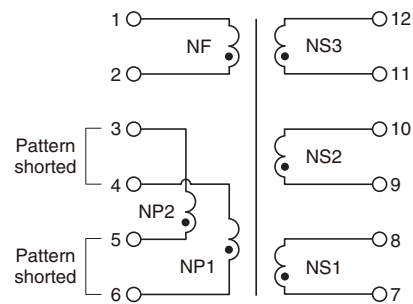 1
12
NF
NS3
2
11
3
10
Pattern
shorted
NS2
4
9
NP2
5
8
Pattern
shorted
NP1
NS1
6
7